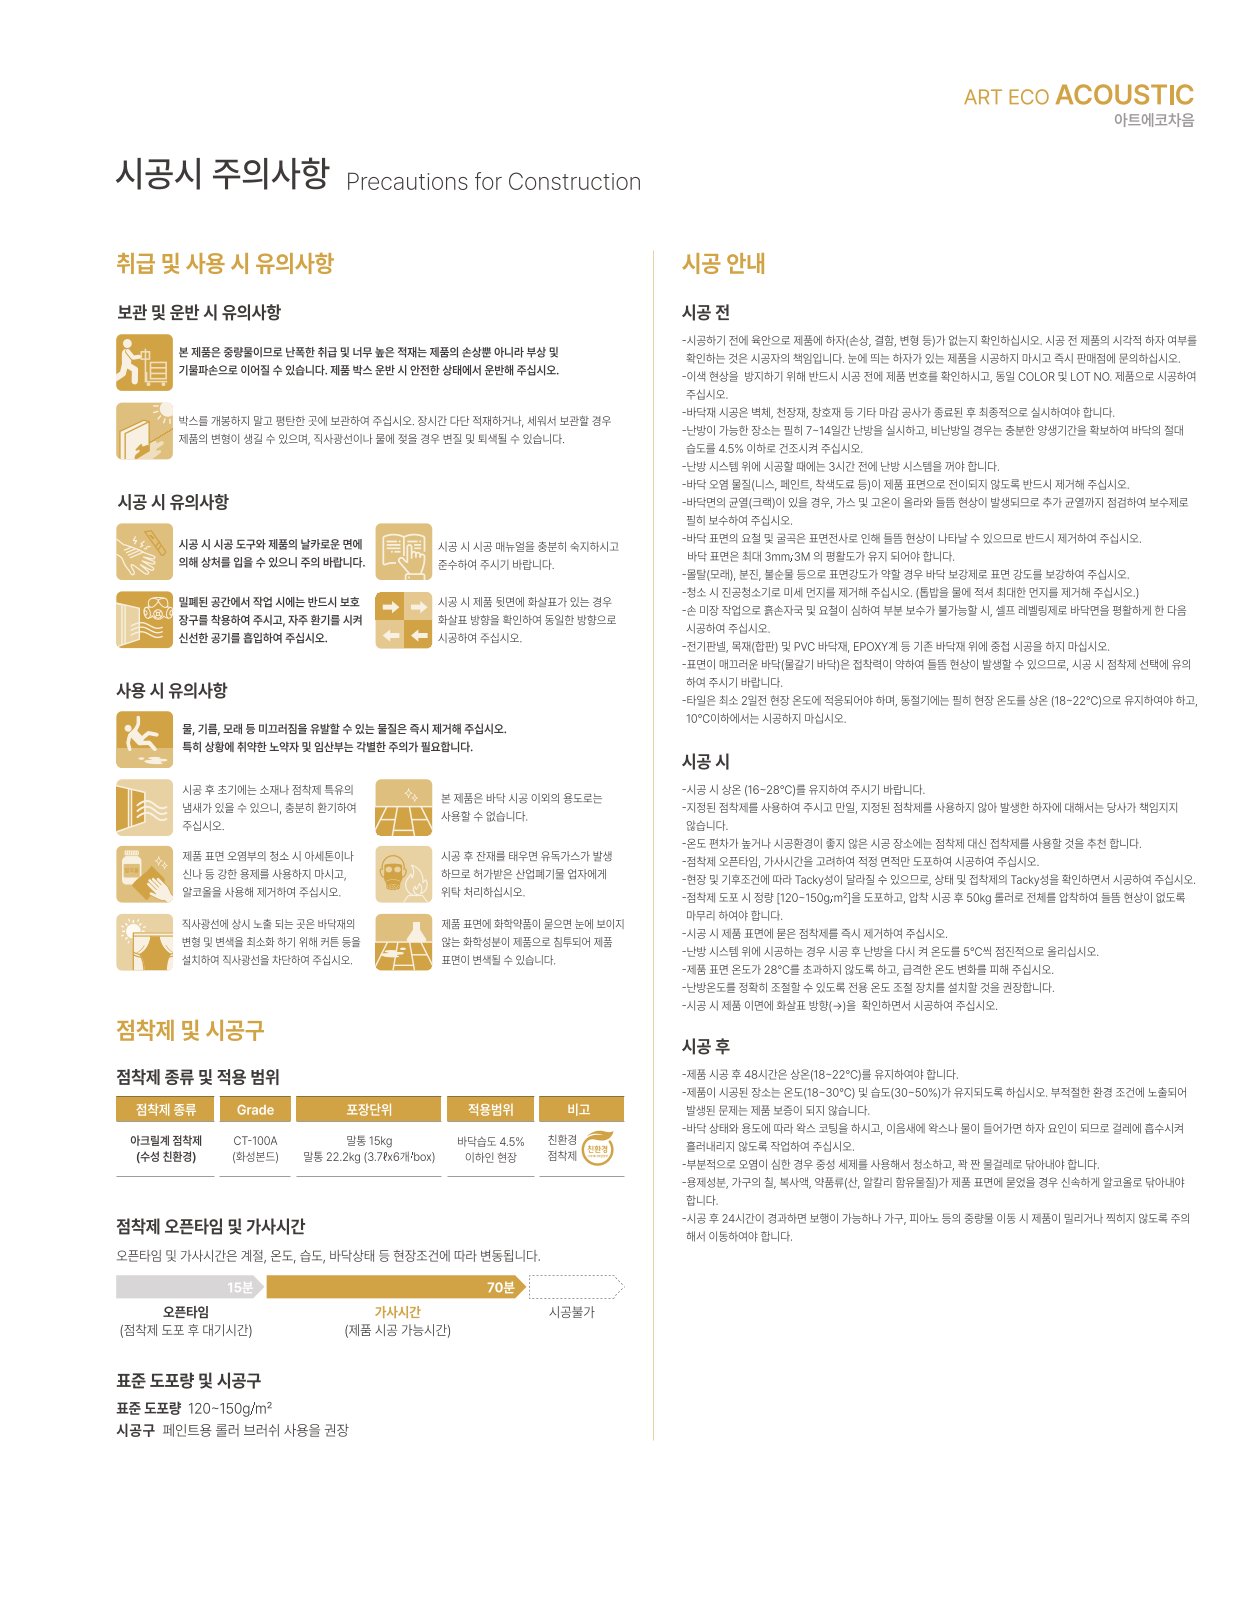 ART ECO ACOUSTIC
아트에코차음
시공시 주의사항 Precautions for Construction
취급 및 사용 시 유의사항
보관 및 운반 시 유의사항
본 제품은 중량물이므로 난폭한 취급 및 너무 높은 적재는 제품의 손상뿐 아니라 부상 및
기물파손으로 이어질 수 있습니다. 제품 박스 운반 시 안전한 상태에서 운반해 주십시오.
박스를 개봉하지 말고 평탄한 곳에 보관하여 주십시오. 장시간 다단 적재하거나, 세워서 보관할 경우
제품의 변형이 생길 수 있으며, 직사광선이나 물에 젖을 경우 변질 및 퇴색될 수 있습니다.
시공 시 유의사항
시공 시 시공 도구와 제품의 날카로운 면에
의해 상처를 입을 수 있으니 주의 바랍니다.
시공 시 시공 매뉴얼을 충분히 숙지하시고
준수하여 주시기 바랍니다.
밀폐된 공간에서 작업 시에는 반드시 보호
장구를 착용하여 주시고, 자주 환기를 시켜
신선한 공기를 흡입하여 주십시오.
시공 시 제품 뒷면에 화살표가 있는 경우
화살표 방향을 확인하여 동일한 방향으로
시공하여 주십시오.
사용 시 유의사항
물, 기름, 모래 등 미끄러짐을 유발할 수 있는 물질은 즉시 제거해 주십시오.
특히 상황에 취약한 노약자 및 임산부는 각별한 주의가 필요합니다.
시공 후 초기에는 소재나 점착제 특유의
냄새가 있을 수 있으니, 충분히 환기하여
주십시오.
본 제품은 바닥 시공 이외의 용도로는
사용할 수 없습니다.
제품 표면 오염부의 청소 시 아세톤이나
신나 등 강한 용제를 사용하지 마시고,
알코올을 사용해 제거하여 주십시오.
시공 후 잔재를 태우면 유독가스가 발생
하므로 허가받은 산업폐기물 업자에게
위탁 처리하십시오.
직사광선에 상시 노출 되는 곳은 바닥재의
변형 및 변색을 최소화 하기 위해 커튼 등을
설치하여 직사광선을 차단하여 주십시오.
제품 표면에 화학약품이 묻으면 눈에 보이지
않는 화학성분이 제품으로 침투되어 제품
표면이 변색될 수 있습니다.
점착제 및 시공구
점착제 종류 및 적용 범위
점착제 종류 Grade 포장단위 적용범위 비고
아크릴계 점착제 (수성 친환경) CT-100A (화성본드) 말통 15kg 말통 22.2kg (3.7ℓx6개'box) 바닥습도 4.5% 이하인 현장 친환경 점착제 친환경
점착제 오픈타임 및 가사시간
오픈타임 및 가사시간은 계절, 온도, 습도, 바닥상태 등 현장조건에 따라 변동됩니다.
15분 70분
오픈타임 가사시간 시공불가
(점착제 도포 후 대기시간) (제품 시공 가능시간)
표준 도포량 및 시공구
표준 도포량 120~150g/m²
시공구 페인트용 롤러 브러쉬 사용을 권장
시공 안내
시공 전
-시공하기 전에 육안으로 제품에 하자(손상, 결함, 변형 등)가 없는지 확인하십시오. 시공 전 제품의 시각적 하자 여부를
확인하는 것은 시공자의 책임입니다. 눈에 띄는 하자가 있는 제품을 시공하지 마시고 즉시 판매점에 문의하십시오.
-이색 현상을 방지하기 위해 반드시 시공 전에 제품 번호를 확인하시고, 동일 COLOR 및 LOT NO. 제품으로 시공하여
주십시오.
-바닥재 시공은 벽체, 천장재, 창호재 등 기타 마감 공사가 종료된 후 최종적으로 실시하여야 합니다.
-난방이 가능한 장소는 필히 7~14일간 난방을 실시하고, 비난방일 경우는 충분한 양생기간을 확보하여 바닥의 절대
습도를 4.5% 이하로 건조시켜 주십시오.
-난방 시스템 위에 시공할 때에는 3시간 전에 난방 시스템을 꺼야 합니다.
-바닥 오염 물질(니스, 페인트, 착색도료 등)이 제품 표면으로 전이되지 않도록 반드시 제거해 주십시오.
-바닥면의 균열(크랙)이 있을 경우, 가스 및 고온이 올라와 들뜸 현상이 발생되므로 추가 균열까지 점검하여 보수제로
필히 보수하여 주십시오.
-바닥 표면의 요철 및 굴곡은 표면전사로 인해 들뜸 현상이 나타날 수 있으므로 반드시 제거하여 주십시오.
바닥 표면은 최대 3mm;3M 의 평활도가 유지 되어야 합니다.
-몰탈(모래), 분진, 불순물 등으로 표면강도가 약할 경우 바닥 보강제로 표면 강도를 보강하여 주십시오.
-청소 시 진공청소기로 미세 먼지를 제거해 주십시오. (톱밥을 물에 적셔 최대한 먼지를 제거해 주십시오.)
-손 미장 작업으로 흙손자국 및 요철이 심하여 부분 보수가 불가능할 시, 셀프 레벨링제로 바닥면을 평활하게 한 다음
시공하여 주십시오.
-전기판넬, 목재(합판) 및 PVC 바닥재, EPOXY계 등 기존 바닥재 위에 중첩 시공을 하지 마십시오.
-표면이 매끄러운 바닥(물갈기 바닥)은 접착력이 약하여 들뜸 현상이 발생할 수 있으므로, 시공 시 점착제 선택에 유의
하여 주시기 바랍니다.
-타일은 최소 2일전 현장 온도에 적응되어야 하며, 동절기에는 필히 현장 온도를 상온 (18~22℃)으로 유지하여야 하고,
10℃이하에서는 시공하지 마십시오.
시공 시
-시공 시 상온 (16~28℃)를 유지하여 주시기 바랍니다.
-지정된 점착제를 사용하여 주시고 만일, 지정된 점착제를 사용하지 않아 발생한 하자에 대해서는 당사가 책임지지
않습니다.
-온도 편차가 높거나 시공환경이 좋지 않은 시공 장소에는 점착제 대신 접착제를 사용할 것을 추천 합니다.
-점착제 오픈타임, 가사시간을 고려하여 적정 면적만 도포하여 시공하여 주십시오.
-현장 및 기후조건에 따라 Tacky성이 달라질 수 있으므로, 상태 및 접착제의 Tacky성을 확인하면서 시공하여 주십시오.
-점착제 도포 시 정량 [120~150g;m²]을 도포하고, 압착 시공 후 50kg 롤러로 전체를 압착하여 들뜸 현상이 없도록
마무리 하여야 합니다.
-시공 시 제품 표면에 묻은 점착제를 즉시 제거하여 주십시오.
-난방 시스템 위에 시공하는 경우 시공 후 난방을 다시 켜 온도를 5℃씩 점진적으로 올리십시오.
-제품 표면 온도가 28℃를 초과하지 않도록 하고, 급격한 온도 변화를 피해 주십시오.
-난방온도를 정확히 조절할 수 있도록 전용 온도 조절 장치를 설치할 것을 권장합니다.
-시공 시 제품 이면에 화살표 방향(→)을 확인하면서 시공하여 주십시오.
시공 후
-제품 시공 후 48시간은 상온(18~22℃)를 유지하여야 합니다.
-제품이 시공된 장소는 온도(18~30℃) 및 습도(30~50%)가 유지되도록 하십시오. 부적절한 환경 조건에 노출되어
발생된 문제는 제품 보증이 되지 않습니다.
-바닥 상태와 용도에 따라 왁스 코팅을 하시고, 이음새에 왁스나 물이 들어가면 하자 요인이 되므로 걸레에 흡수시켜
흘러내리지 않도록 작업하여 주십시오.
-부분적으로 오염이 심한 경우 중성 세제를 사용해서 청소하고, 꽉 짠 물걸레로 닦아내야 합니다.
-용제성분, 가구의 칠, 복사액, 약품류(산, 알칼리 함유물질)가 제품 표면에 묻었을 경우 신속하게 알코올로 닦아내야
합니다.
-시공 후 24시간이 경과하면 보행이 가능하나 가구, 피아노 등의 중량물 이동 시 제품이 밀리거나 찍히지 않도록 주의
해서 이동하여야 합니다.